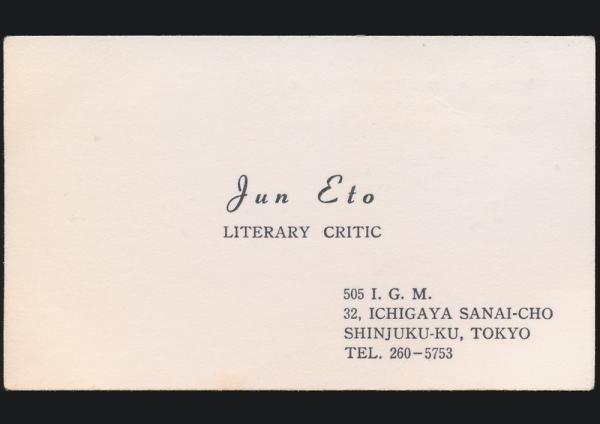 Jun Eto
LITERARY CRITIC
505 I. G. M.
32, ICHIGAYA SANAI-CHO
SHINJUKU-KU, TOKYO
TEL. 260-5753